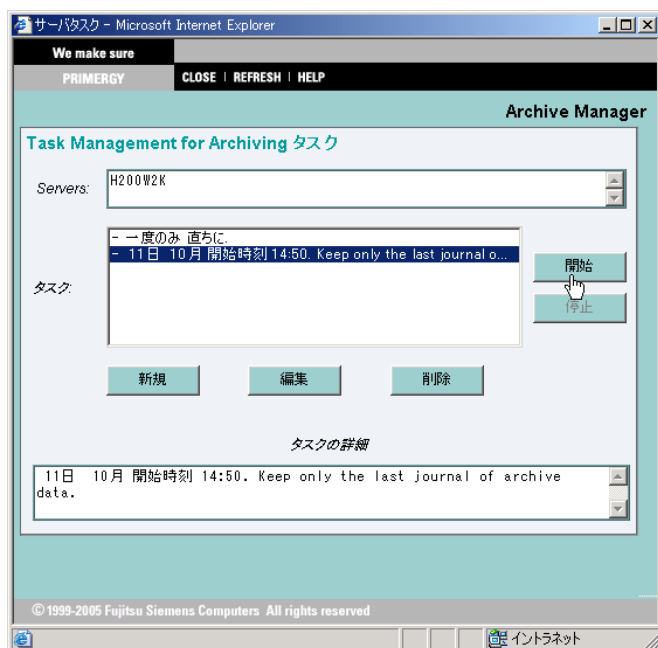 サーバタスク - Microsoft Internet Explorer
We make sure
PRIMERGY CLOSE | REFRESH | HELP
Archive Manager
Task Management for Archiving タスク
Servers: H200W2K
- 一度のみ 直ちに.
- 11日 10月 開始時刻 14:50. Keep only the last journal o...
タスク:
開始
停止
新規 編集 削除
タスクの詳細
11日 10月 開始時刻 14:50. Keep only the last journal of archive
data.
© 1999-2005 Fujitsu Siemens Computers All rights reserved
イントラネット